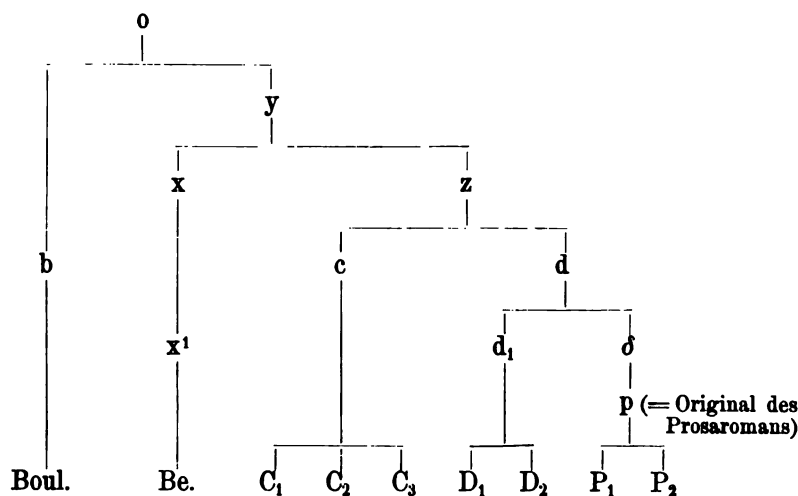 o
y
x z
b c d
x¹ d₁ δ
p (= Original des
Prosaromans)
Boul. Be. C₁ C₂ C₃ D₁ D₂ P₁ P₂